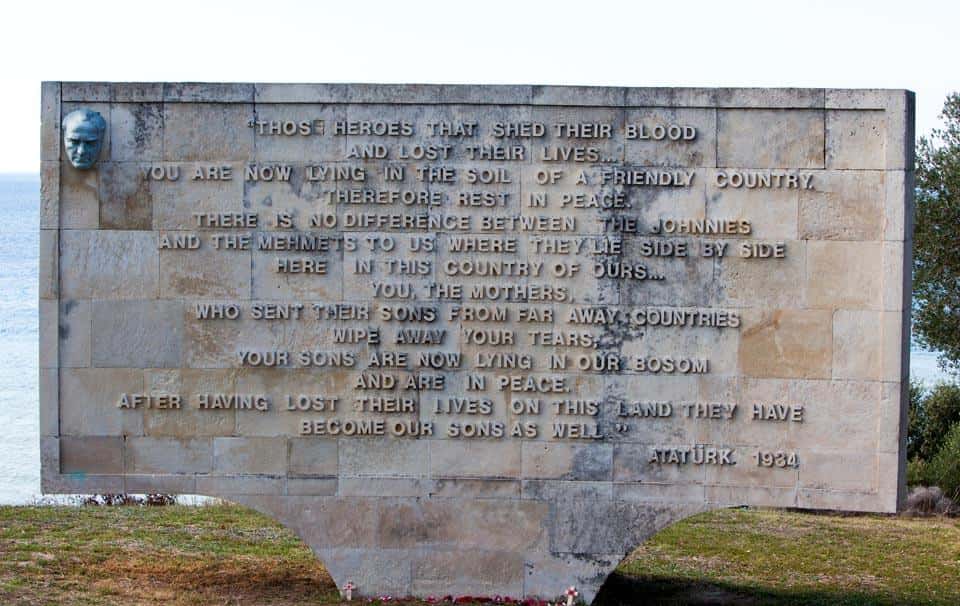 "THOSE HEROES THAT SHED THEIR BLOOD
AND LOST THEIR LIVES...
YOU ARE NOW LYING IN THE SOIL OF A FRIENDLY COUNTRY.
THEREFORE REST IN PEACE.
THERE IS NO DIFFERENCE BETWEEN THE JOHNNIES
AND THE MEHMETS TO US WHERE THEY LIE SIDE BY SIDE
HERE IN THIS COUNTRY OF OURS...
YOU, THE MOTHERS,
WHO SENT THEIR SONS FROM FAR AWAY COUNTRIES
WIPE AWAY YOUR TEARS;
YOUR SONS ARE NOW LYING IN OUR BOSOM
AND ARE IN PEACE.
AFTER HAVING LOST THEIR LIVES ON THIS LAND THEY HAVE
BECOME OUR SONS AS WELL"
ATATÜRK. 1934